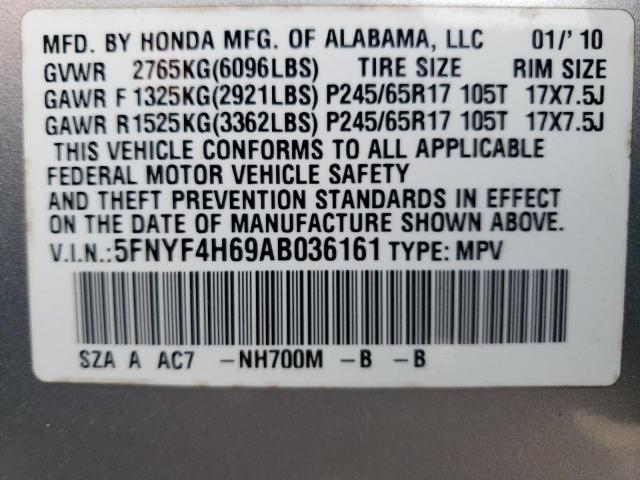 MFD. BY HONDA MFG. OF ALABAMA, LLC 01/' 10
GVWR 2765KG(6096LBS) TIRE SIZE RIM SIZE
GAWR F 1325KG(2921LBS) P245/65R17 105T 17X7.5J
GAWR R 1525KG(3362LBS) P245/65R17 105T 17X7.5J
THIS VEHICLE CONFORMS TO ALL APPLICABLE
FEDERAL MOTOR VEHICLE SAFETY
AND THEFT PREVENTION STANDARDS IN EFFECT
ON THE DATE OF MANUFACTURE SHOWN ABOVE.
V.I.N.:5FNYF4H69AB036161 TYPE: MPV
SZA A AC7 -NH700M -B -B